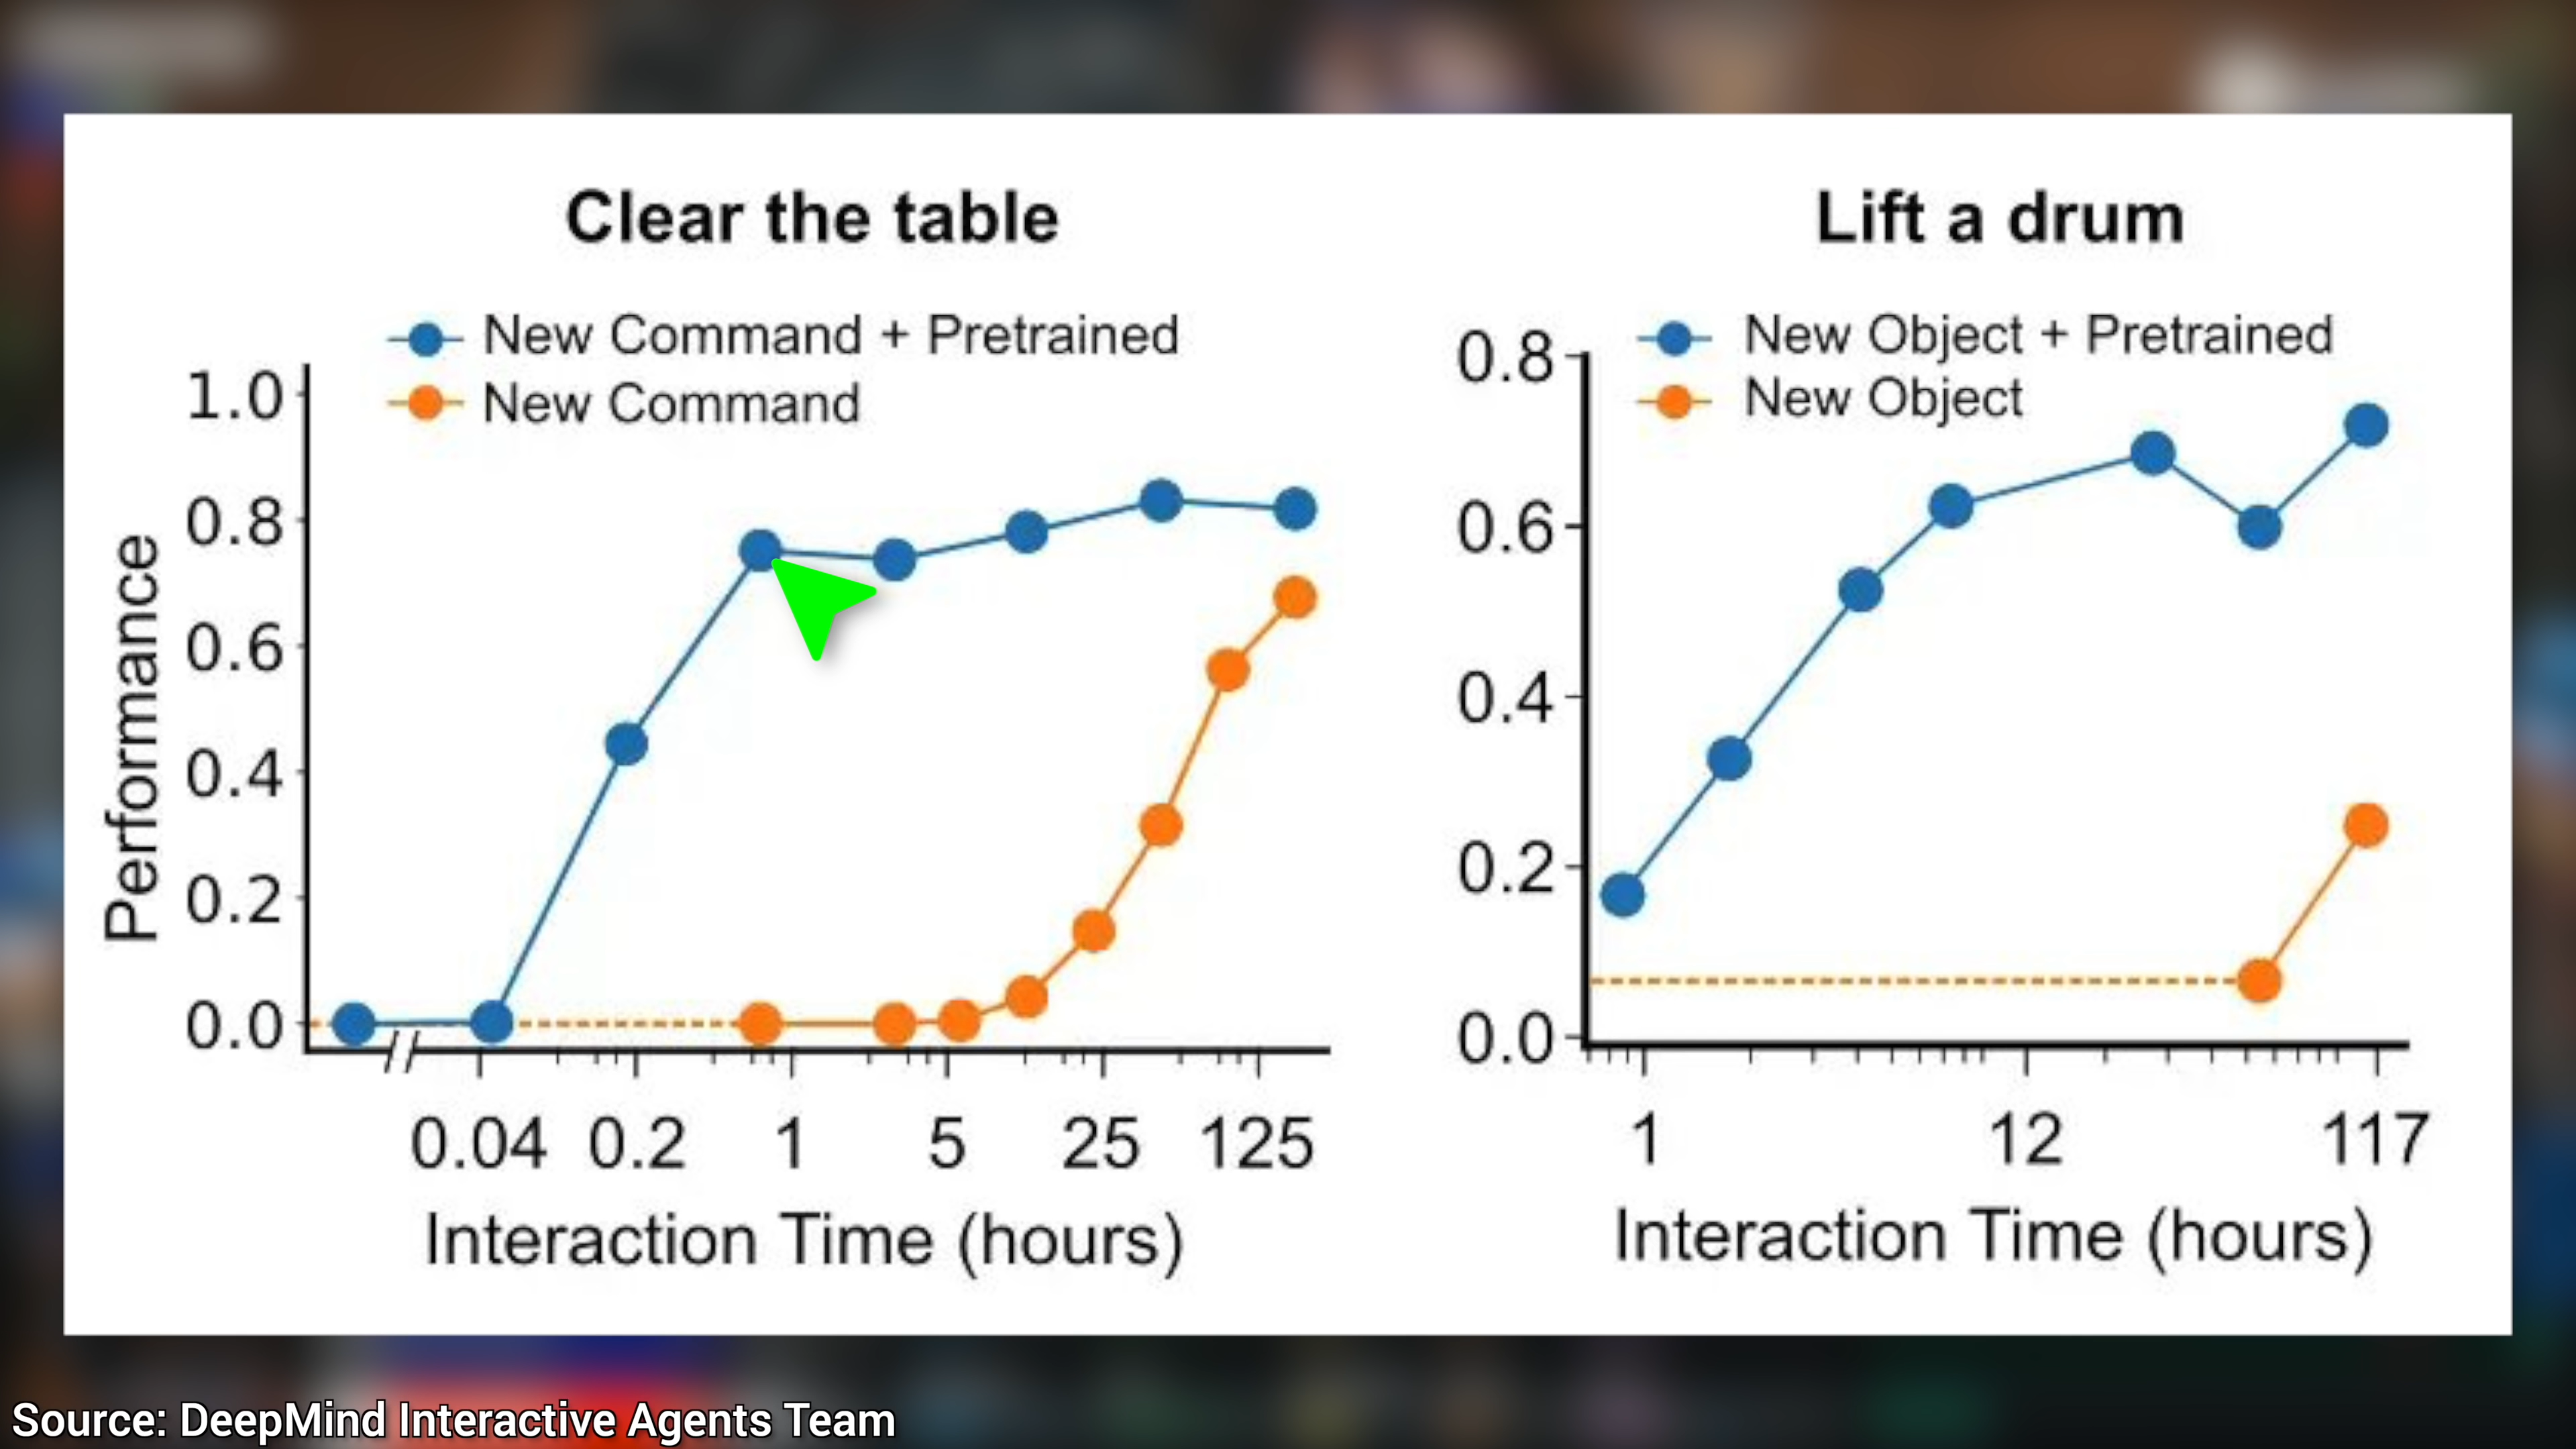 Clear the table
New Command + Pretrained
New Command
1.0
0.8
0.6
0.4
0.2
0.0
Performance
0.04 0.2 1 5 25 125
Interaction Time (hours)
Lift a drum
New Object + Pretrained
New Object
0.8
0.6
0.4
0.2
0.0
1 12 117
Interaction Time (hours)
Source: DeepMind Interactive Agents Team